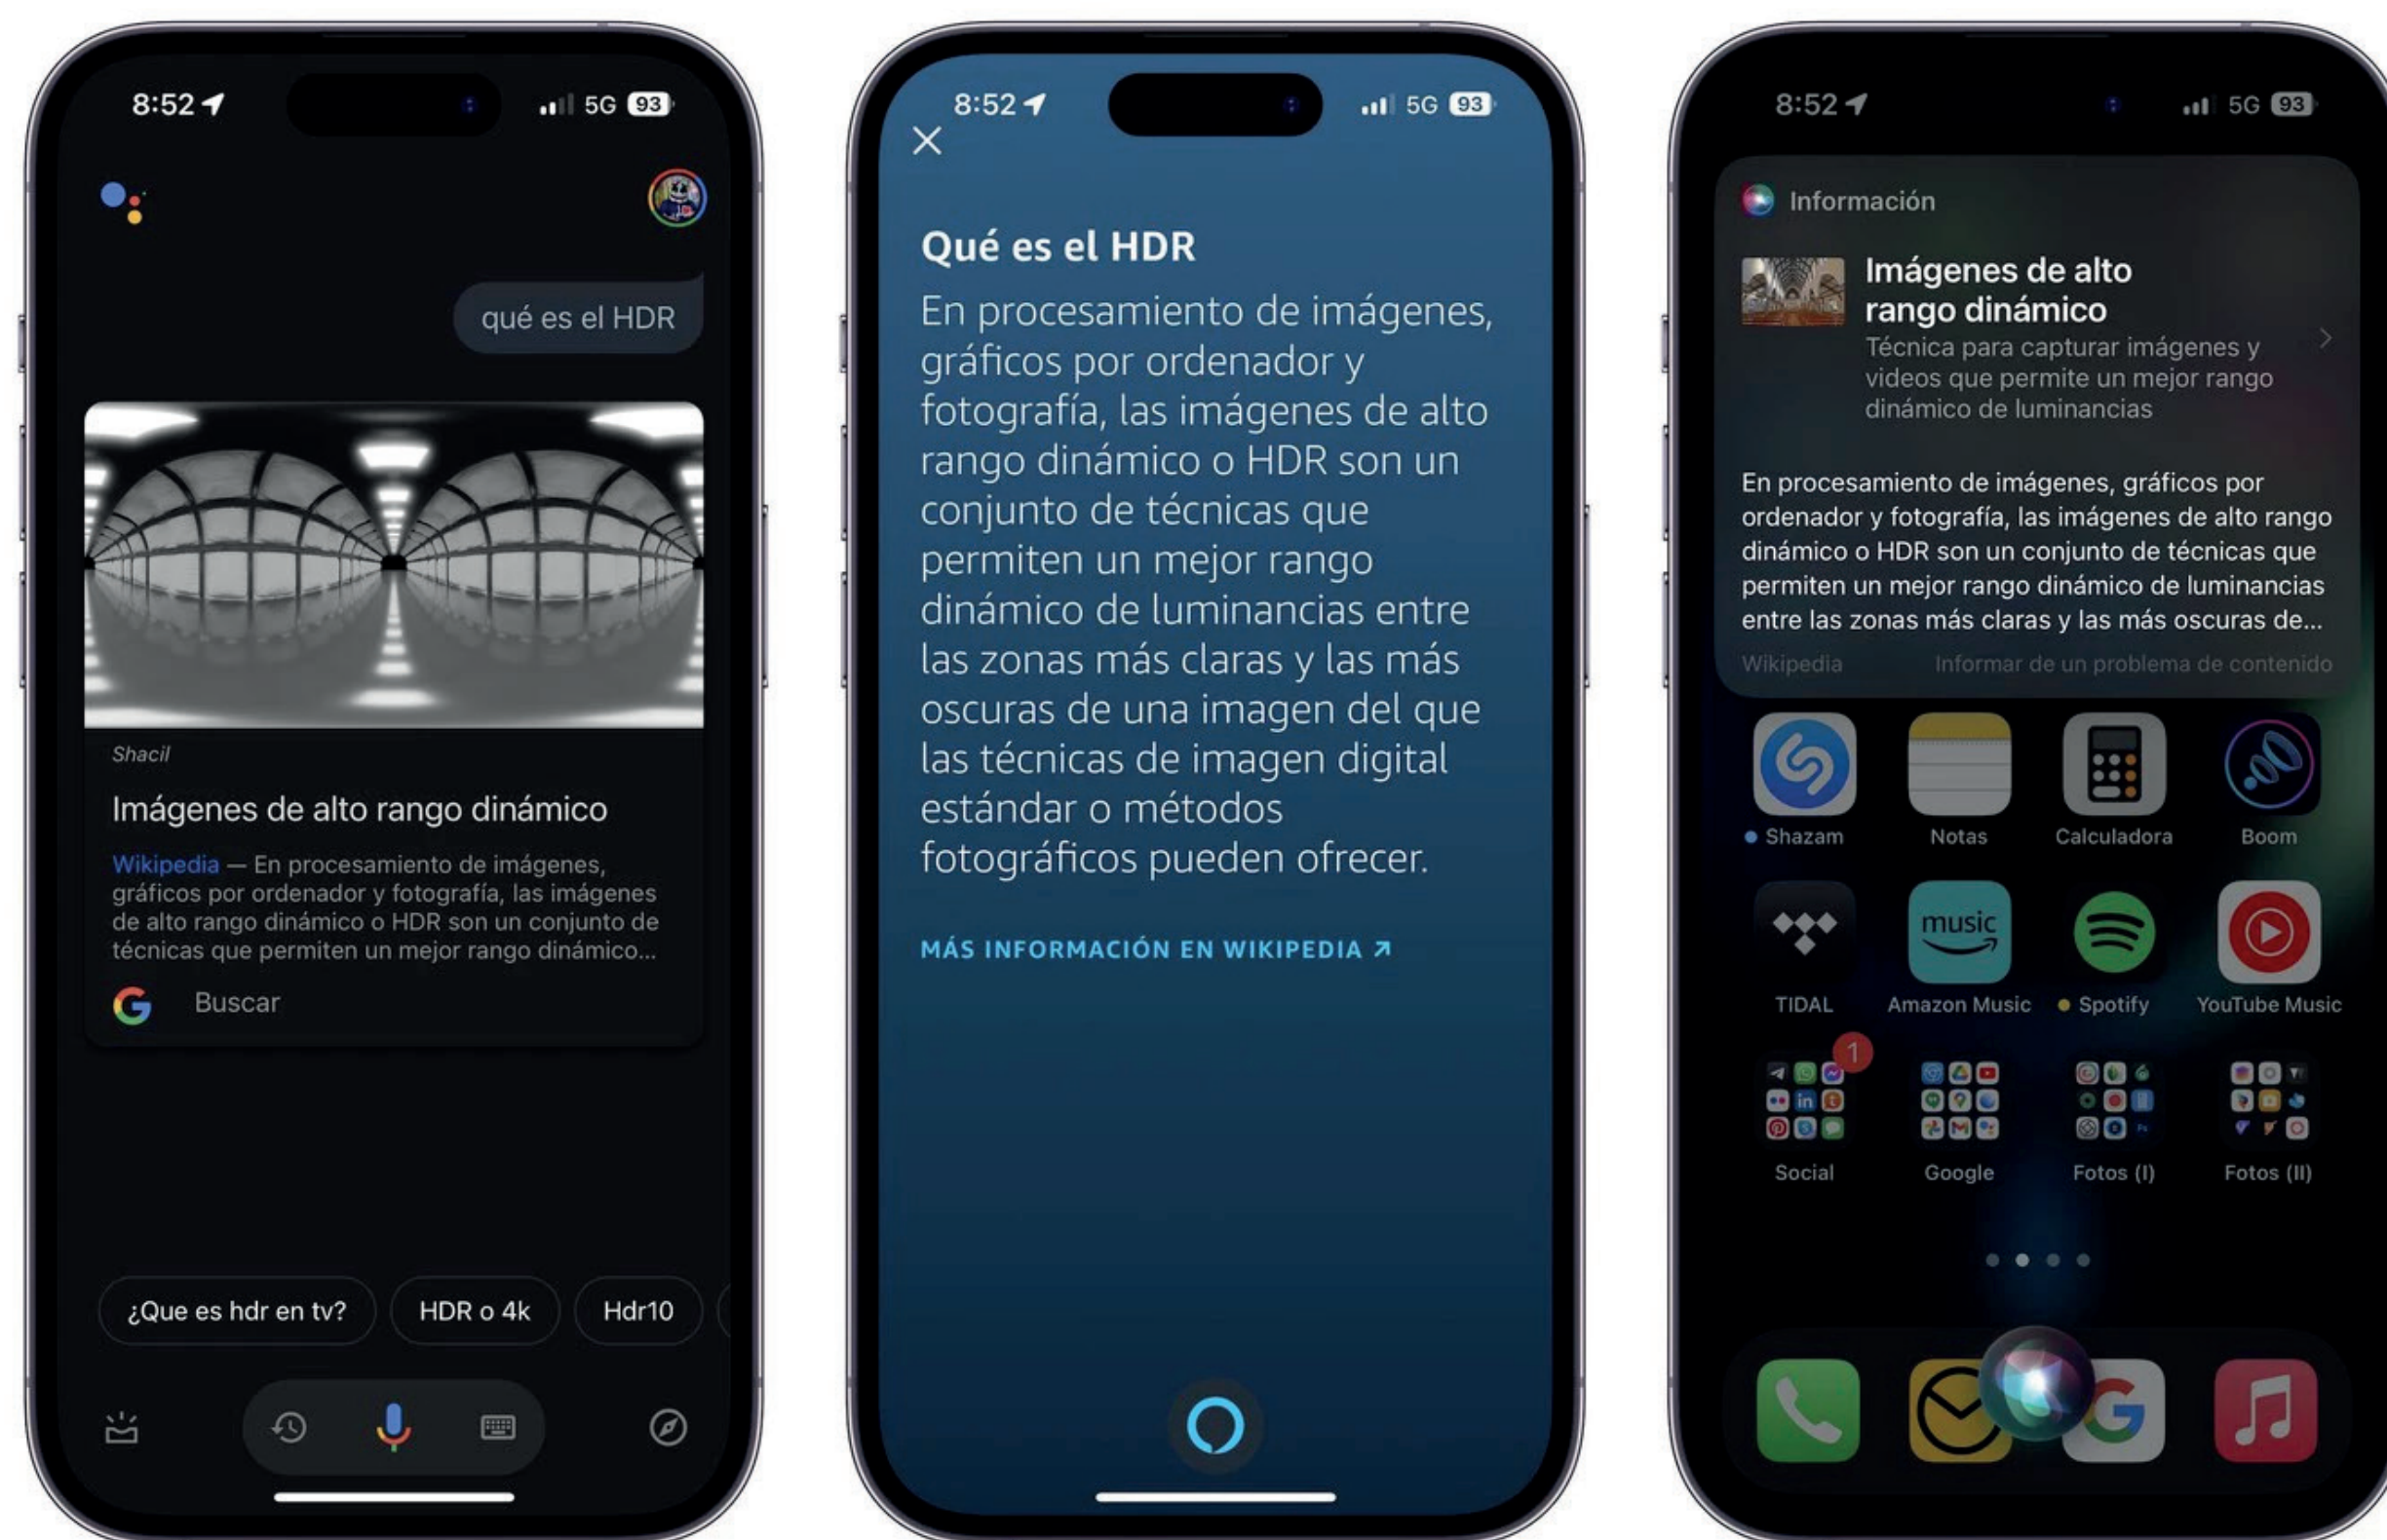 8:52
5G 93
qué es el HDR
Shacil
Imágenes de alto rango dinámico
Wikipedia — En procesamiento de imágenes,
gráficos por ordenador y fotografía, las imágenes
de alto rango dinámico o HDR son un conjunto de
técnicas que permiten un mejor rango dinámico...
G Buscar
¿Que es hdr en tv?
HDR o 4k
Hdr10
8:52
5G 93
Qué es el HDR
En procesamiento de imágenes,
gráficos por ordenador y
fotografía, las imágenes de alto
rango dinámico o HDR son un
conjunto de técnicas que
permiten un mejor rango
dinámico de luminancias entre
las zonas más claras y las más
oscuras de una imagen del que
las técnicas de imagen digital
estándar o métodos
fotográficos pueden ofrecer.
MÁS INFORMACIÓN EN WIKIPEDIA
8:52
5G 93
Información
Imágenes de alto
rango dinámico
Técnica para capturar imágenes y
videos que permite un mejor rango
dinámico de luminancias
En procesamiento de imágenes, gráficos por
ordenador y fotografía, las imágenes de alto rango
dinámico o HDR son un conjunto de técnicas que
permiten un mejor rango dinámico de luminancias
entre las zonas más claras y las más oscuras de...
Wikipedia
Informar de un problema de contenido
Shazam
Notas
Calculadora
Boom
music
TIDAL
Amazon Music
Spotify
YouTube Music
1
in
Social
Google
Fotos (I)
Fotos (II)
G